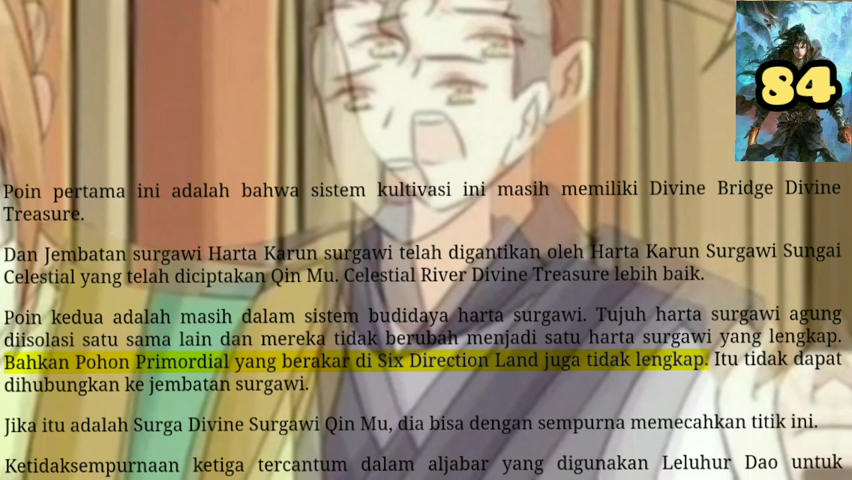 84
Poin pertama ini adalah bahwa sistem kultivasi ini masih memiliki Divine Bridge Divine
Treasure.
Dan Jembatan surgawi Harta Karun surgawi telah digantikan oleh Harta Karun Surgawi Sungai
Celestial yang telah diciptakan Qin Mu. Celestial River Divine Treasure lebih baik.
Poin kedua adalah masih dalam sistem budidaya harta surgawi. Tujuh harta surgawi agung
diisolasi satu sama lain dan mereka tidak berubah menjadi satu harta surgawi yang lengkap.
Bahkan Pohon Primordial yang berakar di Six Direction Land juga tidak lengkap. Itu tidak dapat
dihubungkan ke jembatan surgawi.
Jika itu adalah Surga Divine Surgawi Qin Mu, dia bisa dengan sempurna memecahkan titik ini.
Ketidaksempurnaan ketiga tercantum dalam aljabar yang digunakan Leluhur Dao untuk